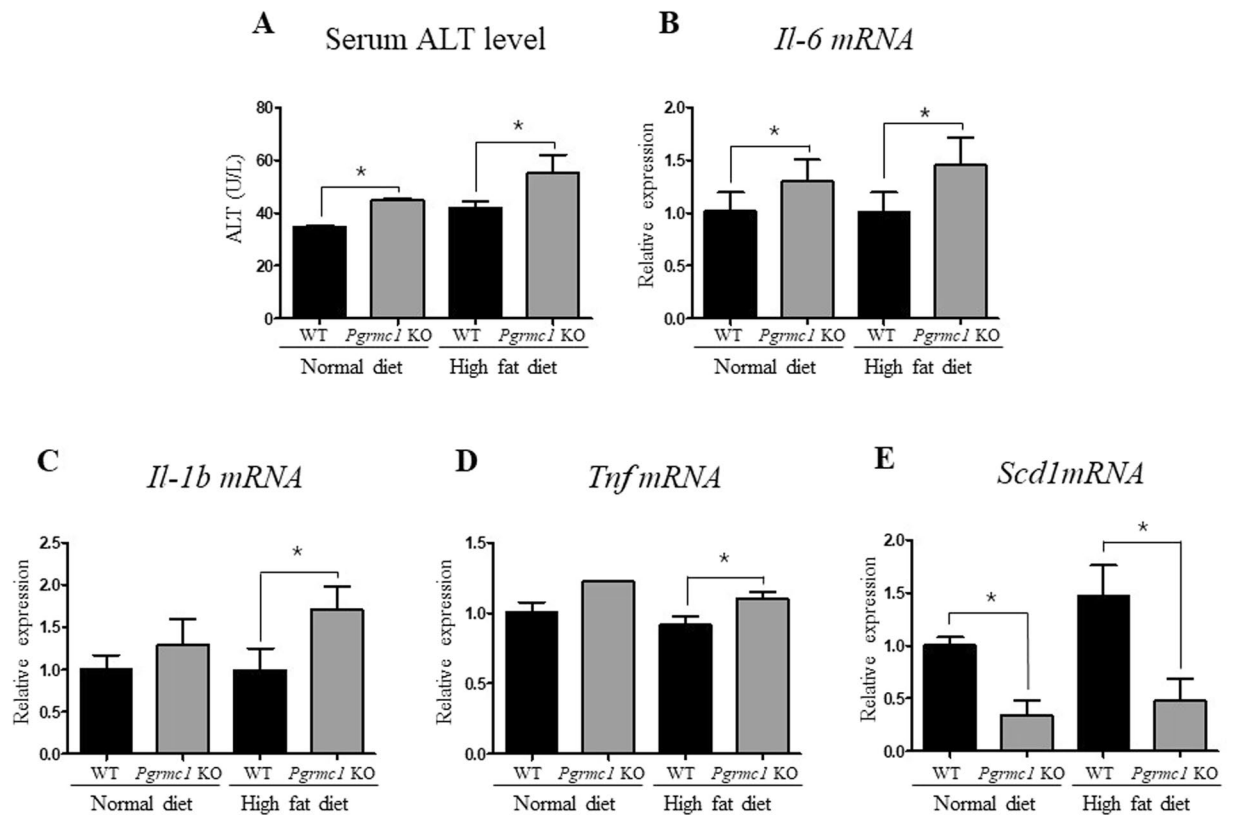 A Serum ALT level
ALT (U/L)
80
60
40
20
0
*
*
WT Pgrmc1 KO WT Pgrmc1 KO
Normal diet High fat diet
B Il-6 mRNA
Relative expression
2.0
1.5
1.0
0.5
0.0
*
*
WT Pgrmc1 KO WT Pgrmc1 KO
Normal diet High fat diet
C Il-1b mRNA
Relative expression
2.5
2.0
1.5
1.0
0.5
0.0
*
WT Pgrmc1 KO WT Pgrmc1 KO
Normal diet High fat diet
D Tnf mRNA
Relative expression
1.5
1.0
0.5
0.0
*
WT Pgrmc1 KO WT Pgrmc1 KO
Normal diet High fat diet
E Scd1mRNA
Relative expression
2.0
1.5
1.0
0.5
0.0
*
*
WT Pgrmc1 KO WT Pgrmc1 KO
Normal diet High fat diet